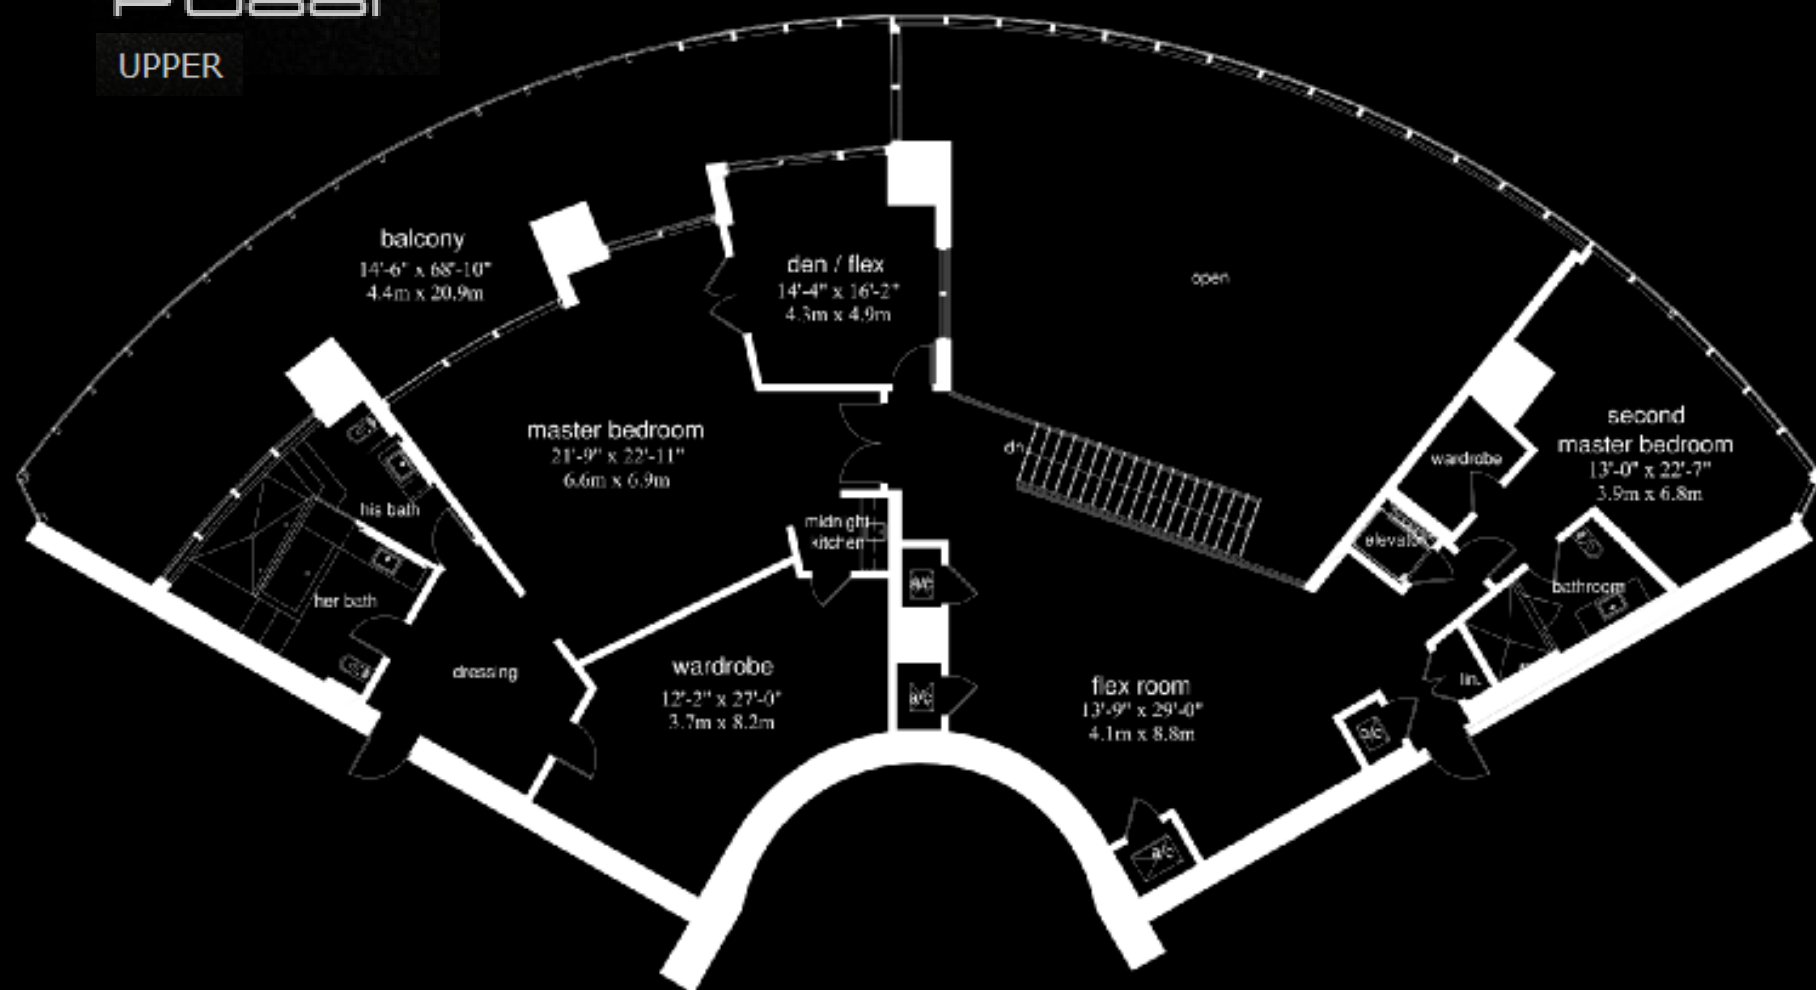 UPPER
balcony
14'-6" x 68'-10"
4.4m x 20.9m
den / flex
14'-4" x 16'-2"
4.3m x 4.9m
open
master bedroom
21'-9" x 22'-11"
6.6m x 6.9m
dn
second
master bedroom
13'-0" x 22'-7"
3.9m x 6.8m
wardrobe
his bath
midnight
kitchen
elevator
her bath
a/c
bathroom
dressing
wardrobe
12'-2" x 27'-0"
3.7m x 8.2m
a/c
flex room
13'-9" x 29'-0"
4.1m x 8.8m
lin.
a/c
a/c